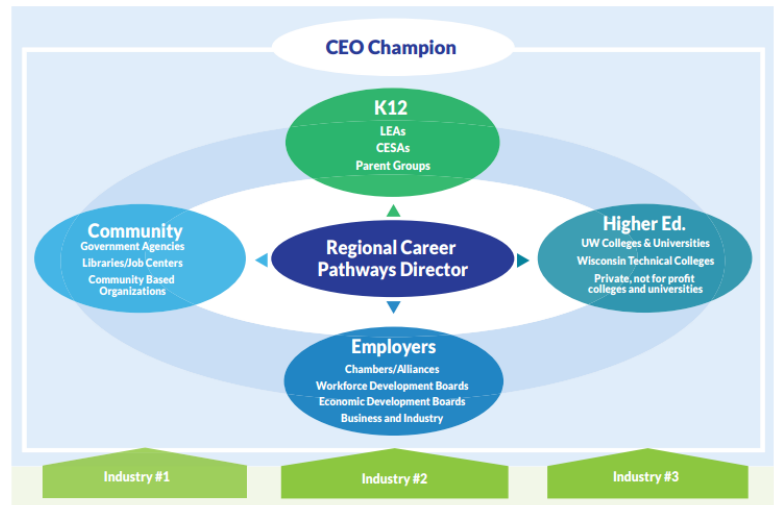 CEO Champion
K12
LEAs
CESAs
Parent Groups
Community
Government Agencies
Libraries/Job Centers
Community Based
Organizations
Regional Career
Pathways Director
Higher Ed.
UW Colleges & Universities
Wisconsin Technical Colleges
Private, not for profit
colleges and universities
Employers
Chambers/Alliances
Workforce Development Boards
Economic Development Boards
Business and Industry
Industry #1
Industry #2
Industry #3